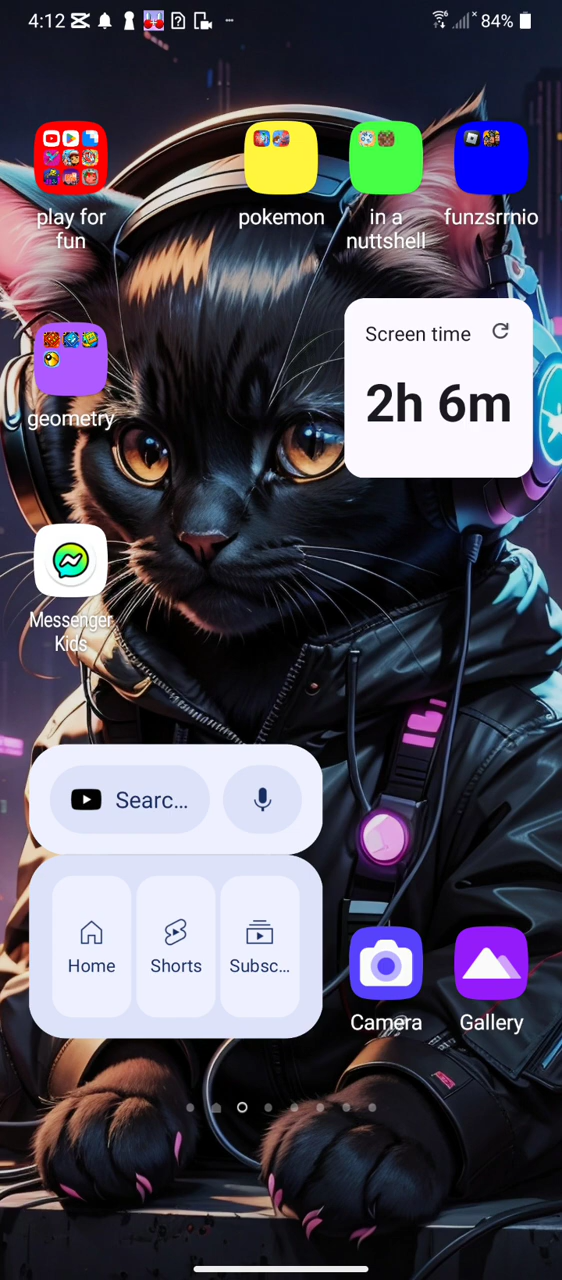 4:12
84%
play for
fun
pokemon
in a
nuttshell
funzsrrnio
Screen time
2h 6m
geometry
Messenger
Kids
Searc...
Home
Shorts
Subsc...
Camera
Gallery